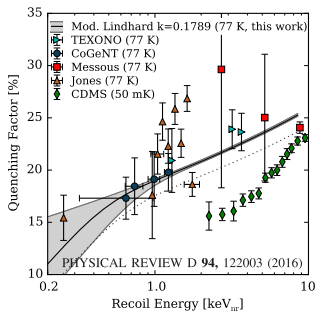 35
30
25
20
15
10
Quenching Factor [%]
Mod. Lindhard k=0.1789 (77 K, this work)
TEXONO (77 K)
CoGeNT (77 K)
Messous (77 K)
Jones (77 K)
CDMS (50 mK)
PHYSICAL REVIEW D 94, 122003 (2016)
0.2 1.0 10
Recoil Energy [keVnr]